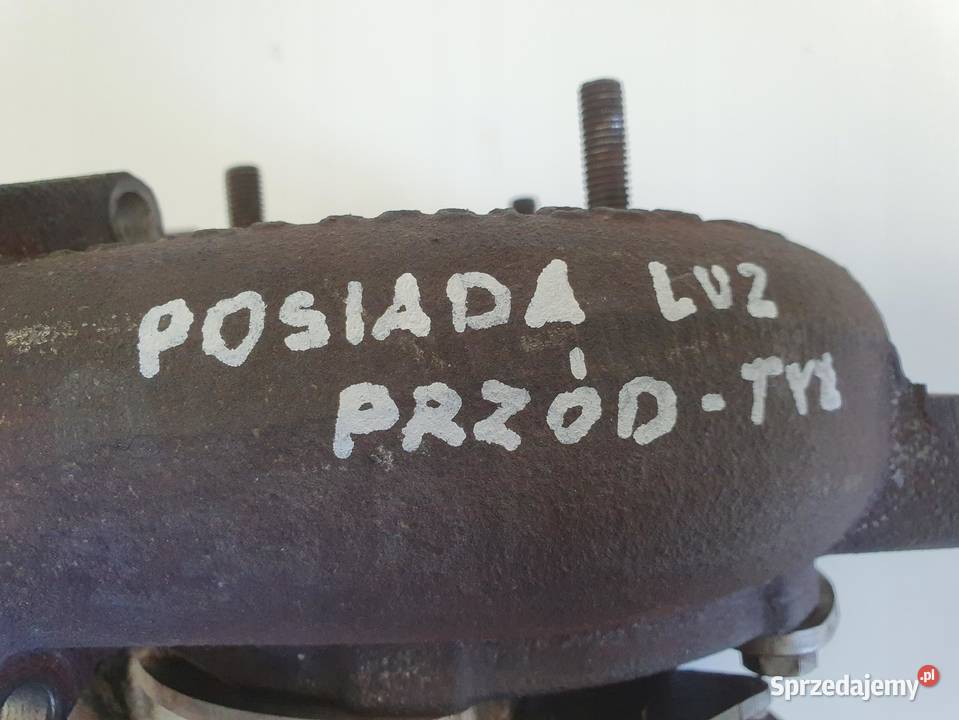 POSIADA LUZ
PRZÓD-TYŁ
Sprzedajemy.pl